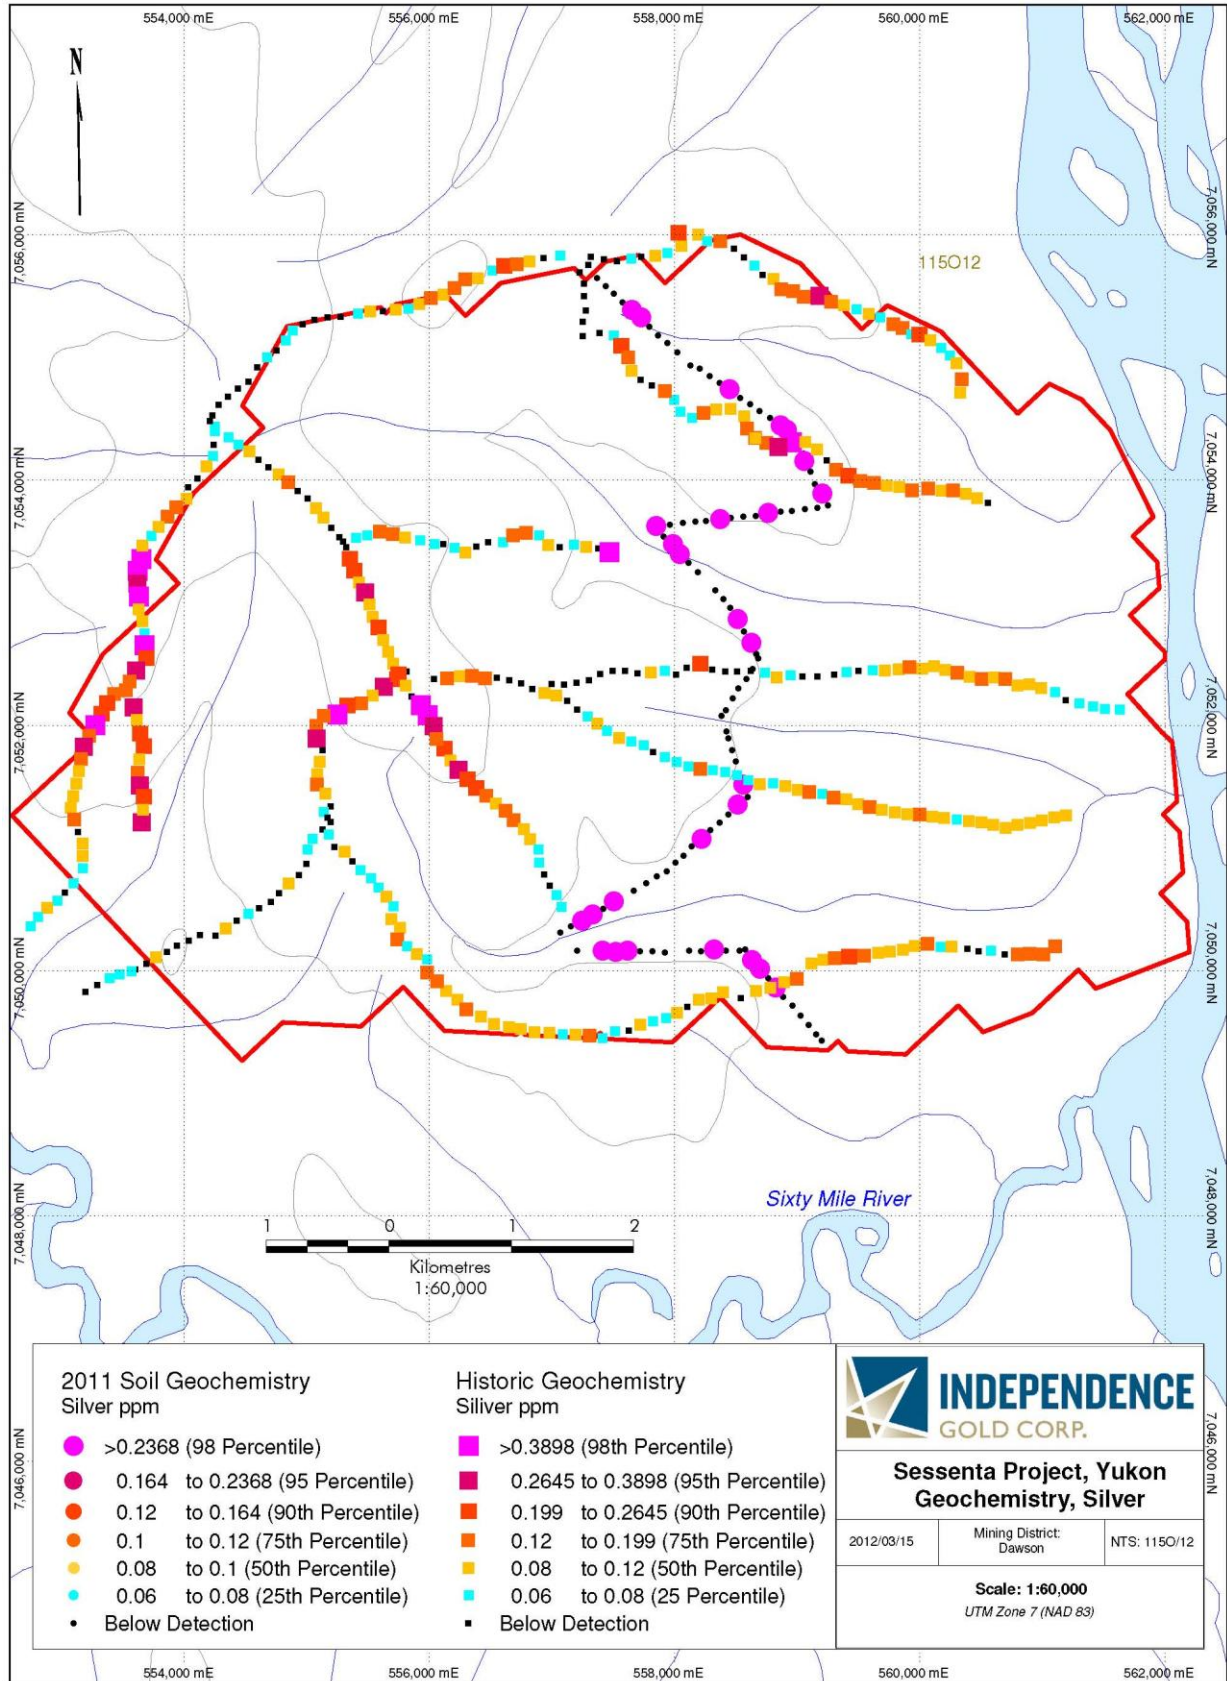 554,000 mE 556,000 mE 558,000 mE 560,000 mE 562,000 mE
N
7,056,000 mN 7,056,000 mN
115O12
7,054,000 mN 7,054,000 mN
7,052,000 mN 7,052,000 mN
7,050,000 mN 7,050,000 mN
Sixty Mile River
7,048,000 mN 7,048,000 mN
1 0 1 2
Kilometres
1:60,000
2011 Soil Geochemistry
Silver ppm
>0.2368 (98 Percentile)
0.164 to 0.2368 (95 Percentile)
0.12 to 0.164 (90th Percentile)
0.1 to 0.12 (75th Percentile)
0.08 to 0.1 (50th Percentile)
0.06 to 0.08 (25th Percentile)
Below Detection
Historic Geochemistry
Siliver ppm
>0.3898 (98th Percentile)
0.2645 to 0.3898 (95th Percentile)
0.199 to 0.2645 (90th Percentile)
0.12 to 0.199 (75th Percentile)
0.08 to 0.12 (50th Percentile)
0.06 to 0.08 (25 Percentile)
Below Detection
INDEPENDENCE
GOLD CORP.
Sessenta Project, Yukon
Geochemistry, Silver
2012/03/15
Mining District:
Dawson
NTS: 115O/12
Scale: 1:60,000
UTM Zone 7 (NAD 83)
7,046,000 mN 7,046,000 mN
554,000 mE 556,000 mE 558,000 mE 560,000 mE 562,000 mE